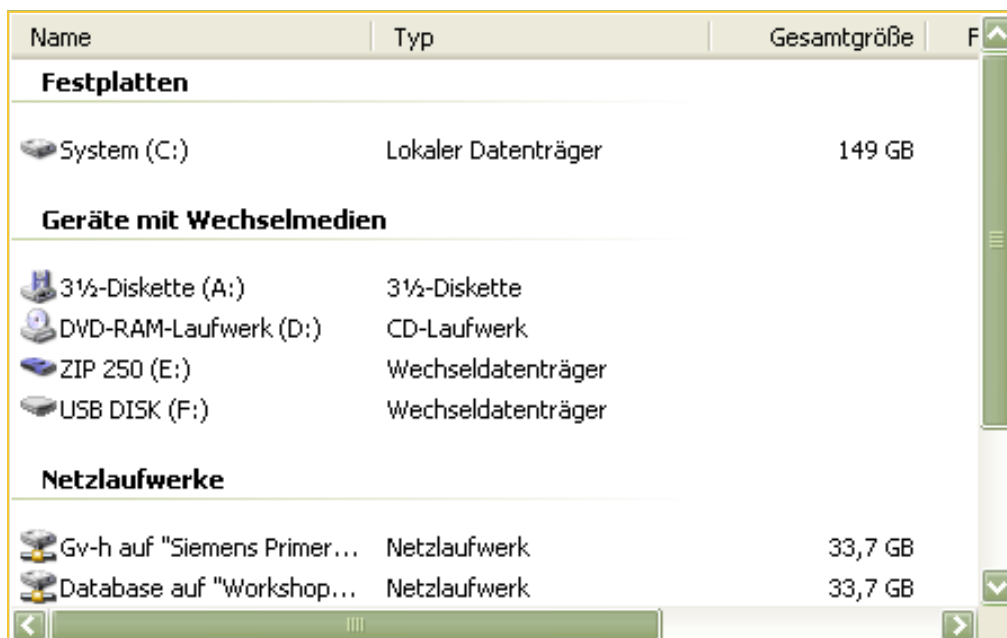 Name Typ Gesamtgröße F
Festplatten
System (C:) Lokaler Datenträger 149 GB
Geräte mit Wechselmedien
3½-Diskette (A:) 3½-Diskette
DVD-RAM-Laufwerk (D:) CD-Laufwerk
ZIP 250 (E:) Wechseldatenträger
USB DISK (F:) Wechseldatenträger
Netzlaufwerke
Gv-h auf "Siemens Primer... Netzlaufwerk 33,7 GB
Database auf "Workshop... Netzlaufwerk 33,7 GB